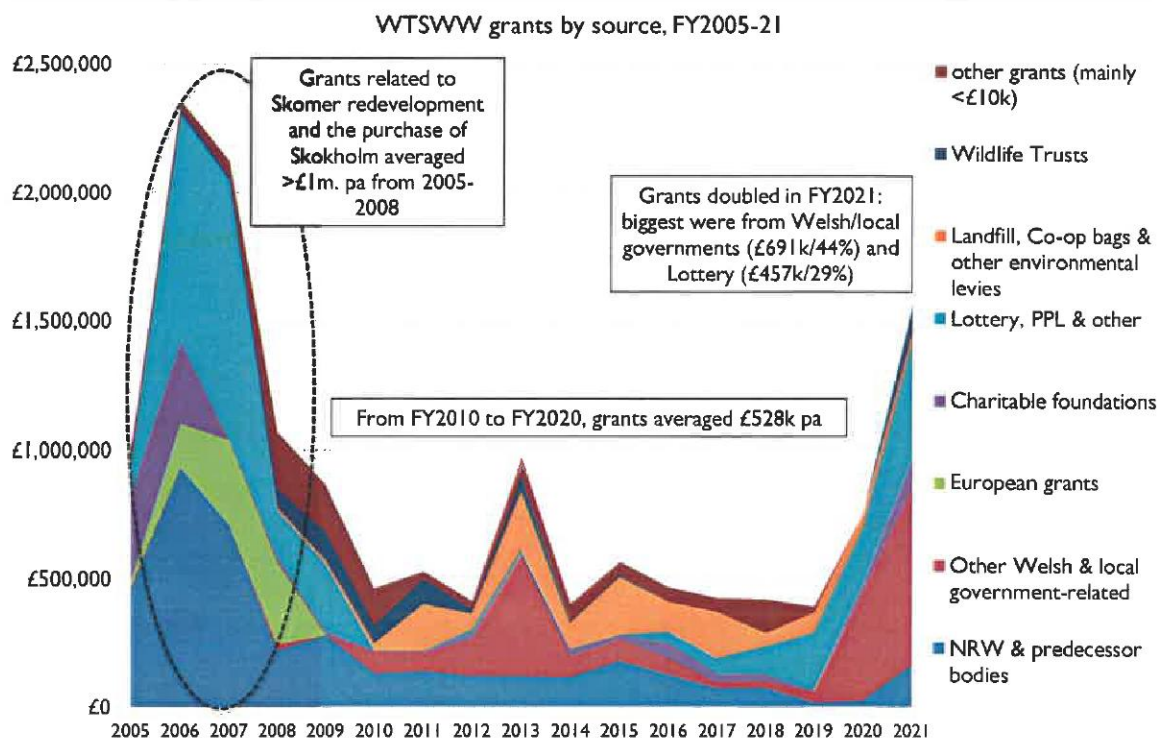 WTSWW grants by source, FY2005-21
£2,500,000
£2,000,000
£1,500,000
£1,000,000
£500,000
£0
Grants related to
Skomer redevelopment
and the purchase of
Skokholm averaged
>£1m. pa from 2005-
2008
Grants doubled in FY2021:
biggest were from Welsh/local
governments (£691k/44%) and
Lottery (£457k/29%)
From FY2010 to FY2020, grants averaged £528k pa
other grants (mainly
<£10k)
Wildlife Trusts
Landfill, Co-op bags &
other environmental
levies
Lottery, PPL & other
Charitable foundations
European grants
Other Welsh & local
government-related
NRW & predecessor
bodies
2005 2006 2007 2008 2009 2010 2011 2012 2013 2014 2015 2016 2017 2018 2019 2020 2021